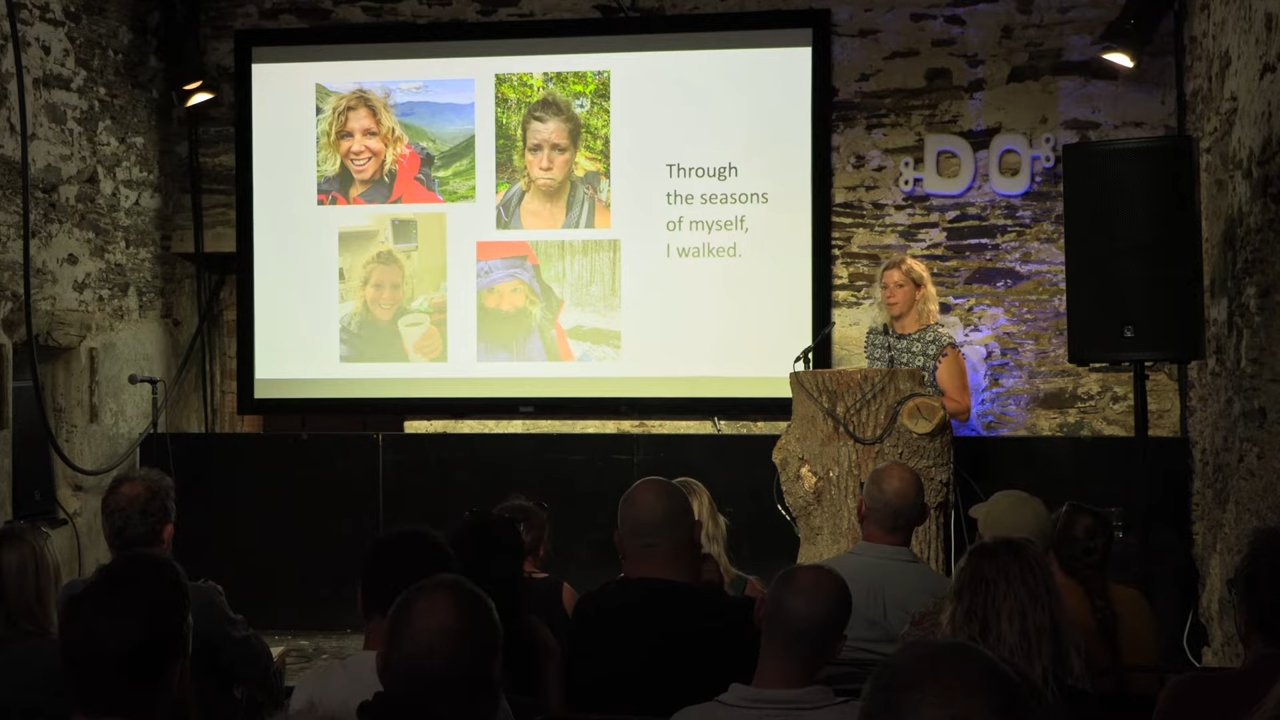 Through
the seasons
of myself,
I walked.
DO